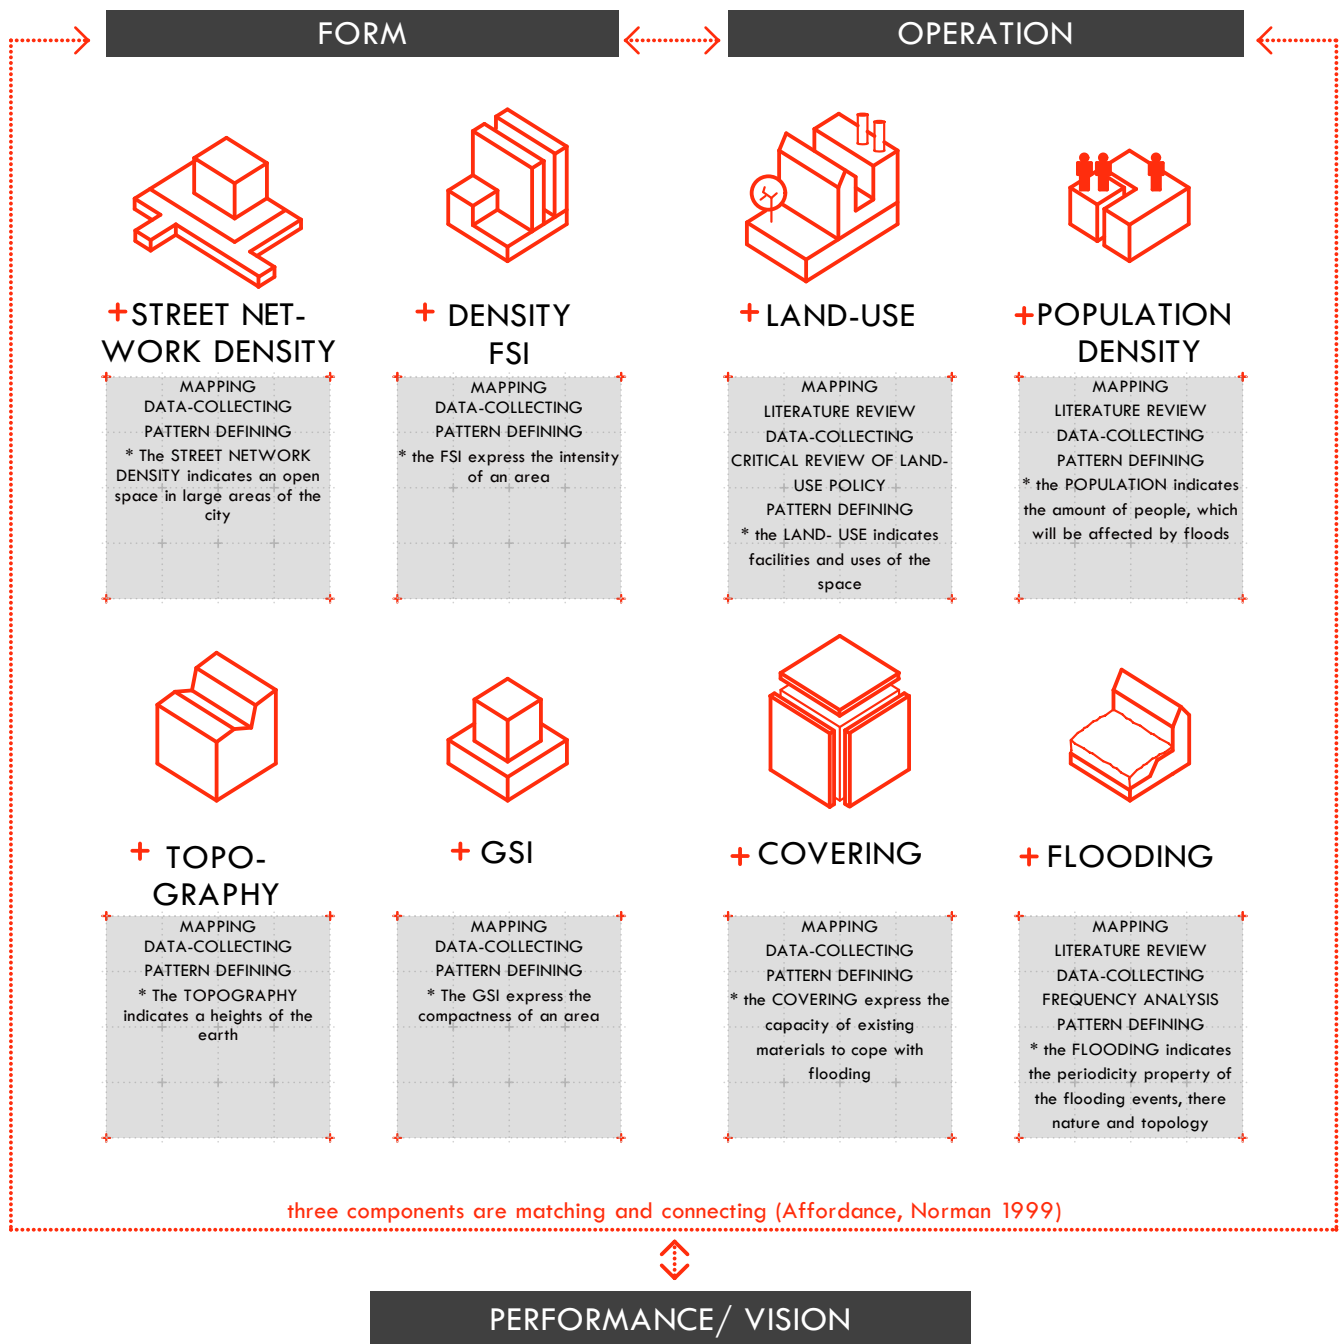 FORM
OPERATION
+STREET NET-
WORK DENSITY
MAPPING
DATA-COLLECTING
PATTERN DEFINING
* The STREET NETWORK
DENSITY indicates an open
space in large areas of the
city
+ DENSITY
FSI
MAPPING
DATA-COLLECTING
PATTERN DEFINING
* the FSI express the intensity
of an area
+ LAND-USE
MAPPING
LITERATURE REVIEW
DATA-COLLECTING
CRITICAL REVIEW OF LAND-
USE POLICY
PATTERN DEFINING
* the LAND- USE indicates
facilities and uses of the
space
+POPULATION
DENSITY
MAPPING
LITERATURE REVIEW
DATA-COLLECTING
PATTERN DEFINING
* the POPULATION indicates
the amount of people, which
will be affected by floods
+ TOPO-
GRAPHY
MAPPING
DATA-COLLECTING
PATTERN DEFINING
* The TOPOGRAPHY
indicates a heights of the
earth
+ GSI
MAPPING
DATA-COLLECTING
PATTERN DEFINING
* The GSI express the
compactness of an area
+ COVERING
MAPPING
DATA-COLLECTING
PATTERN DEFINING
* the COVERING express the
capacity of existing
materials to cope with
flooding
+ FLOODING
MAPPING
LITERATURE REVIEW
DATA-COLLECTING
FREQUENCY ANALYSIS
PATTERN DEFINING
* the FLOODING indicates
the periodicity property of
the flooding events, there
nature and topology
three components are matching and connecting (Affordance, Norman 1999)
PERFORMANCE/ VISION